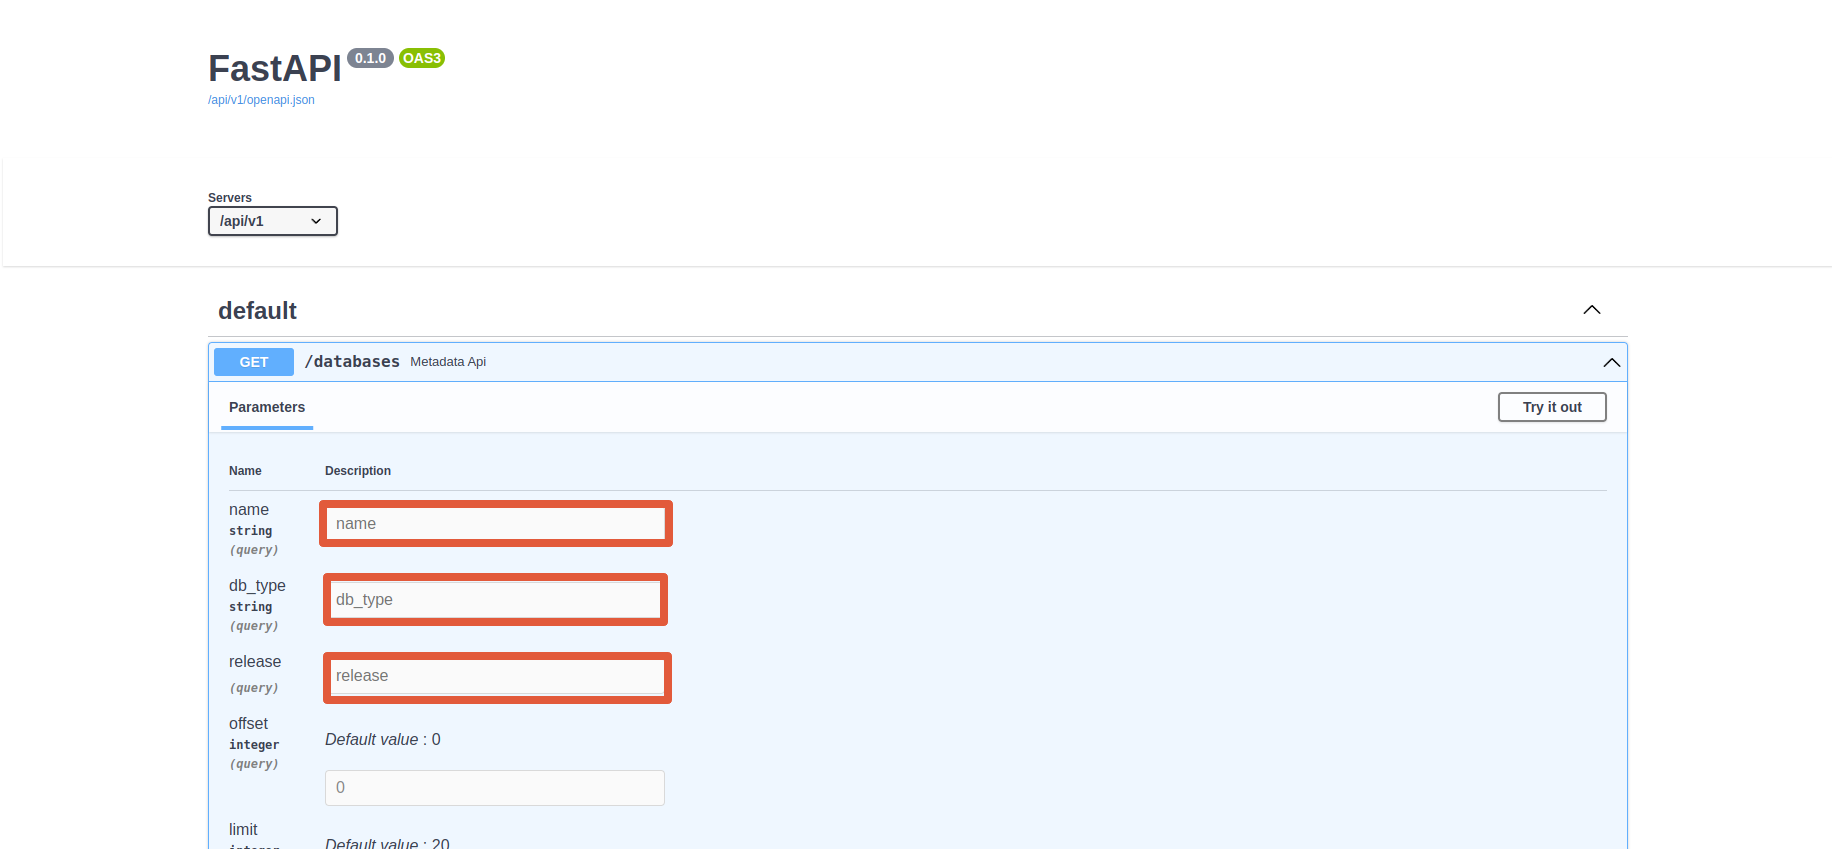 FastAPI 0.1.0 OAS3
/api/v1/openapi.json
Servers
/api/v1
default
GET /databases Metadata Api
Parameters Try it out
Name Description
name name
string
(query)
db_type db_type
string
(query)
release release
(query)
offset
integer Default value : 0
(query)
0
limit
integer Default value : 20